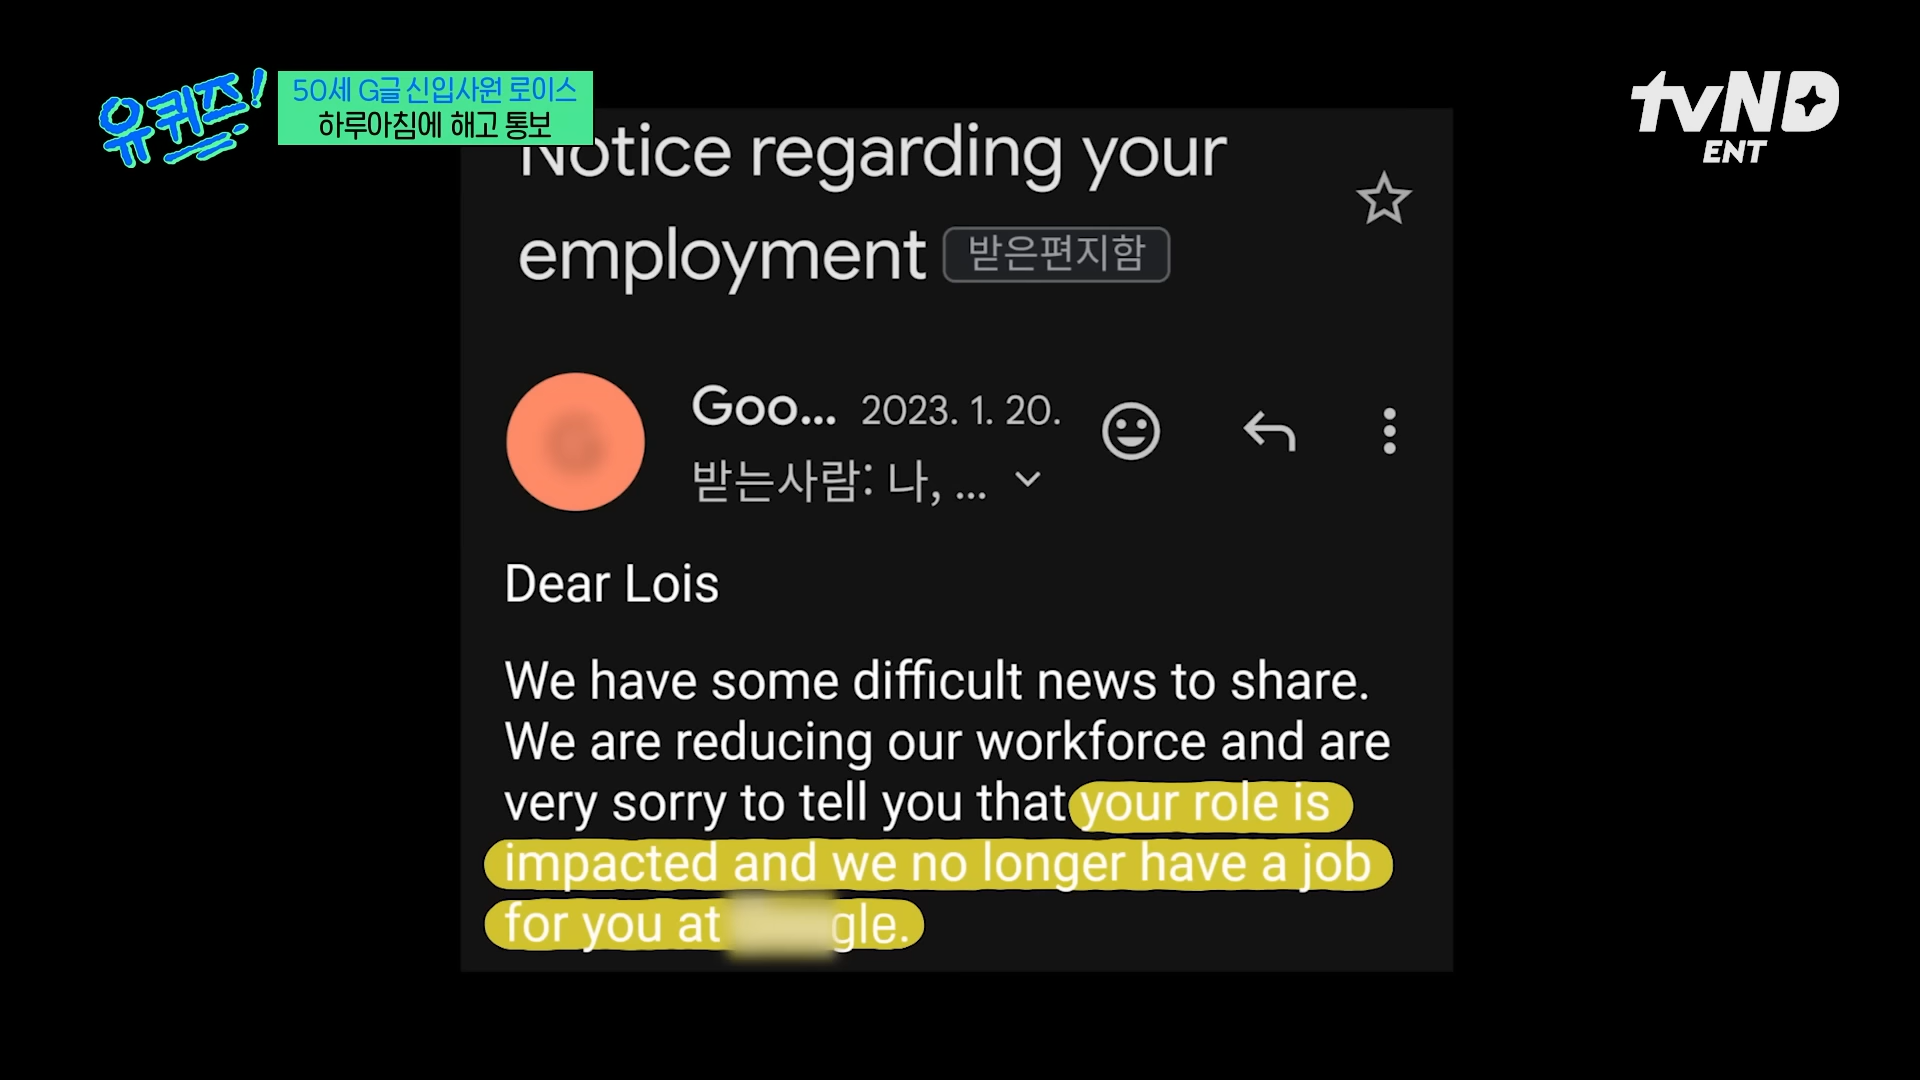 유퀴즈!
50세 G글 신입사원 로이스
하루아침에 해고 통보
tvND
ENT
Notice regarding your
employment 받은편지함
Goo... 2023. 1. 20.
받는사람: 나, ...
Dear Lois
We have some difficult news to share.
We are reducing our workforce and are
very sorry to tell you that your role is
impacted and we no longer have a job
for you at gle.